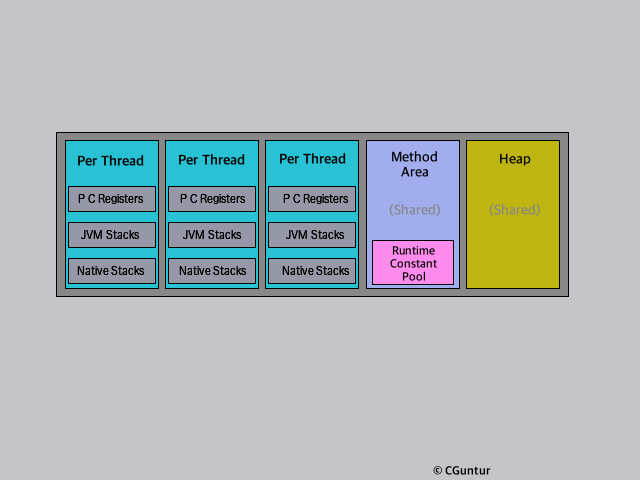 Per Thread
P C Registers
JVM Stacks
Native Stacks
Per Thread
P C Registers
JVM Stacks
Native Stacks
Per Thread
P C Registers
JVM Stacks
Native Stacks
Method
Area
(Shared)
Runtime
Constant
Pool
Heap
(Shared)
© CGuntur